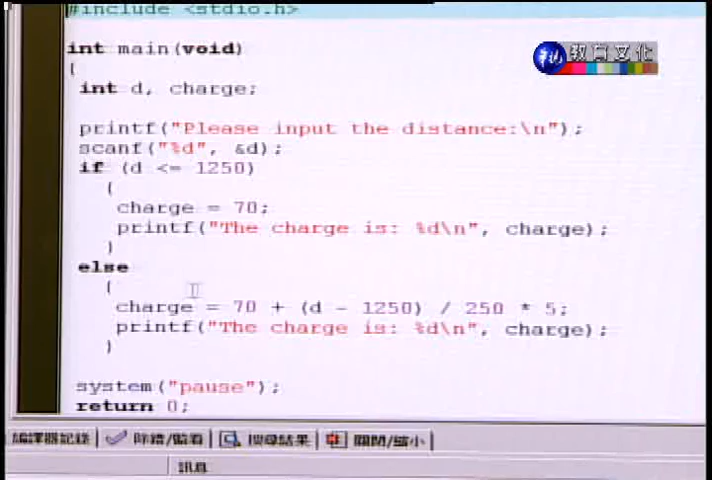 #include <stdio.h>
int main(void)
教育文化
{
int d, charge;
printf("Please input the distance:\n");
scanf("%d", &d);
if (d <= 1250)
{
charge = 70;
printf("The charge is: %d\n", charge);
}
else
{
charge = 70 + (d - 1250) / 250 * 5;
printf("The charge is: %d\n", charge);
}
system("pause");
return 0;
編譯器記錄 除錯/監看 搜尋結果 關閉/縮小
訊息